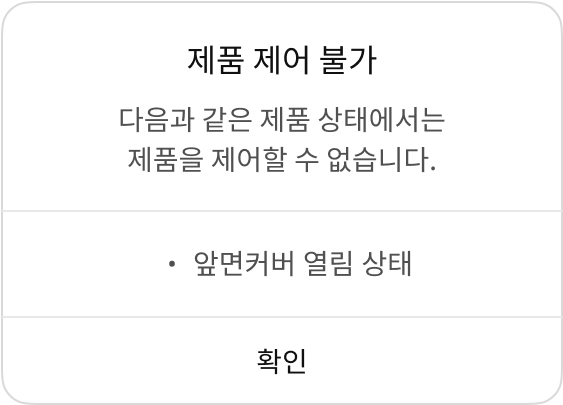 제품 제어 불가
다음과 같은 제품 상태에서는
제품을 제어할 수 없습니다.
• 앞면커버 열림 상태
확인